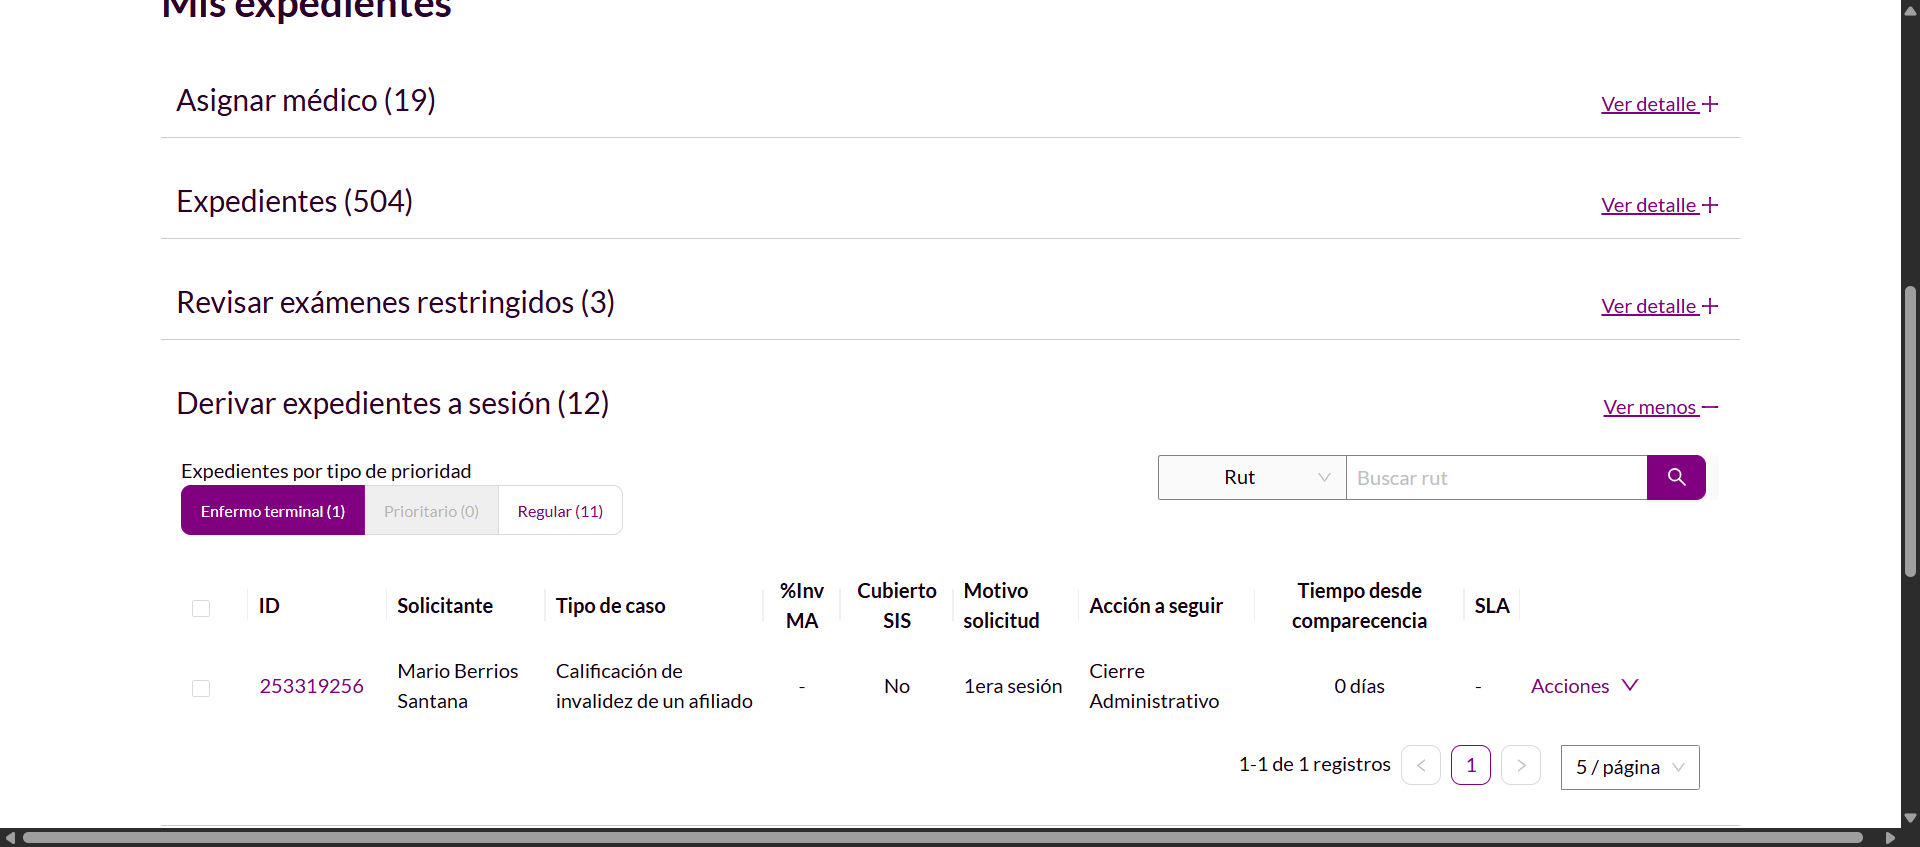 Mis expedientes
Asignar médico (19)
Ver detalle
Expedientes (504)
Ver detalle
Revisar exámenes restringidos (3)
Ver detalle
Derivar expedientes a sesión (12)
Ver menos
Expedientes por tipo de prioridad
Rut
Buscar rut
Enfermo terminal (1)
Prioritario (0)
Regular (11)
ID
Solicitante
Tipo de caso
%Inv
MA
Cubierto
SIS
Motivo
solicitud
Acción a seguir
Tiempo desde
comparecencia
SLA
253319256
Mario Berrios
Santana
Calificación de
invalidez de un afiliado
-
No
1era sesión
Cierre
Administrativo
0 días
-
Acciones
1-1 de 1 registros
<
1
>
5 / página